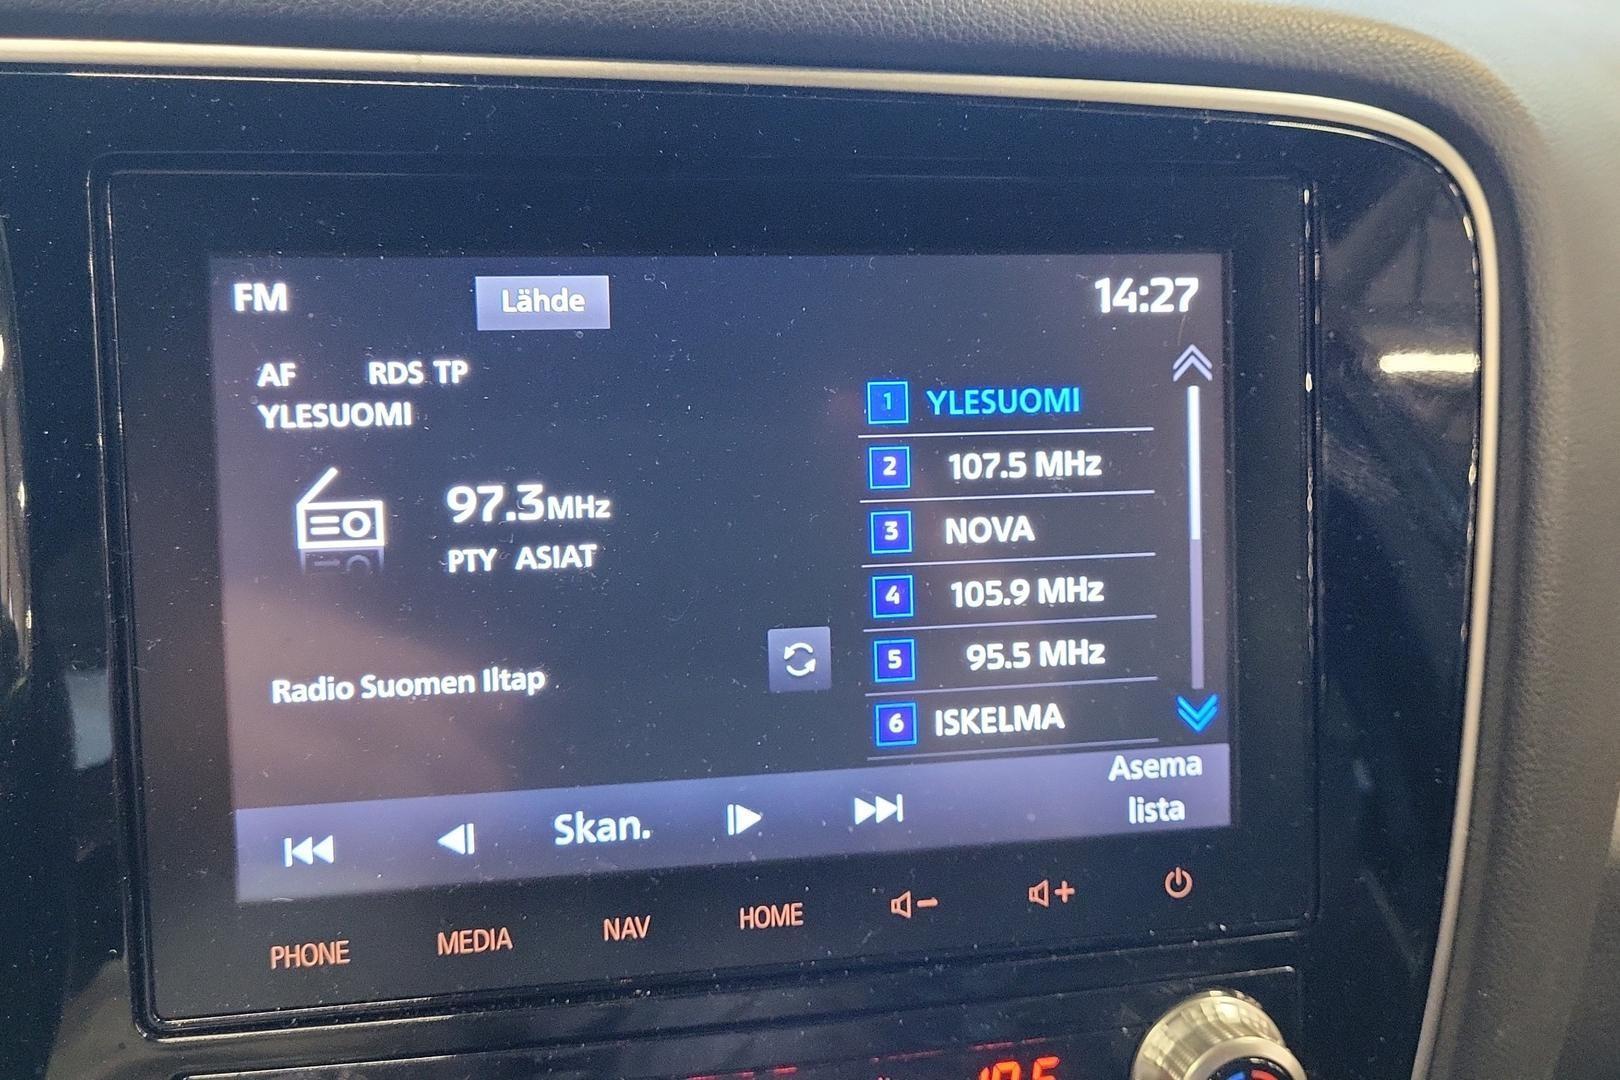 FM Lähde 14:27
AF RDS TP
YLESUOMI
97.3MHz
PTY ASIAT
Radio Suomen Iltap
1 YLESUOMI
2 107.5 MHz
3 NOVA
4 105.9 MHz
5 95.5 MHz
6 ISKELMA
Skan.
Asema
lista
PHONE MEDIA NAV HOME